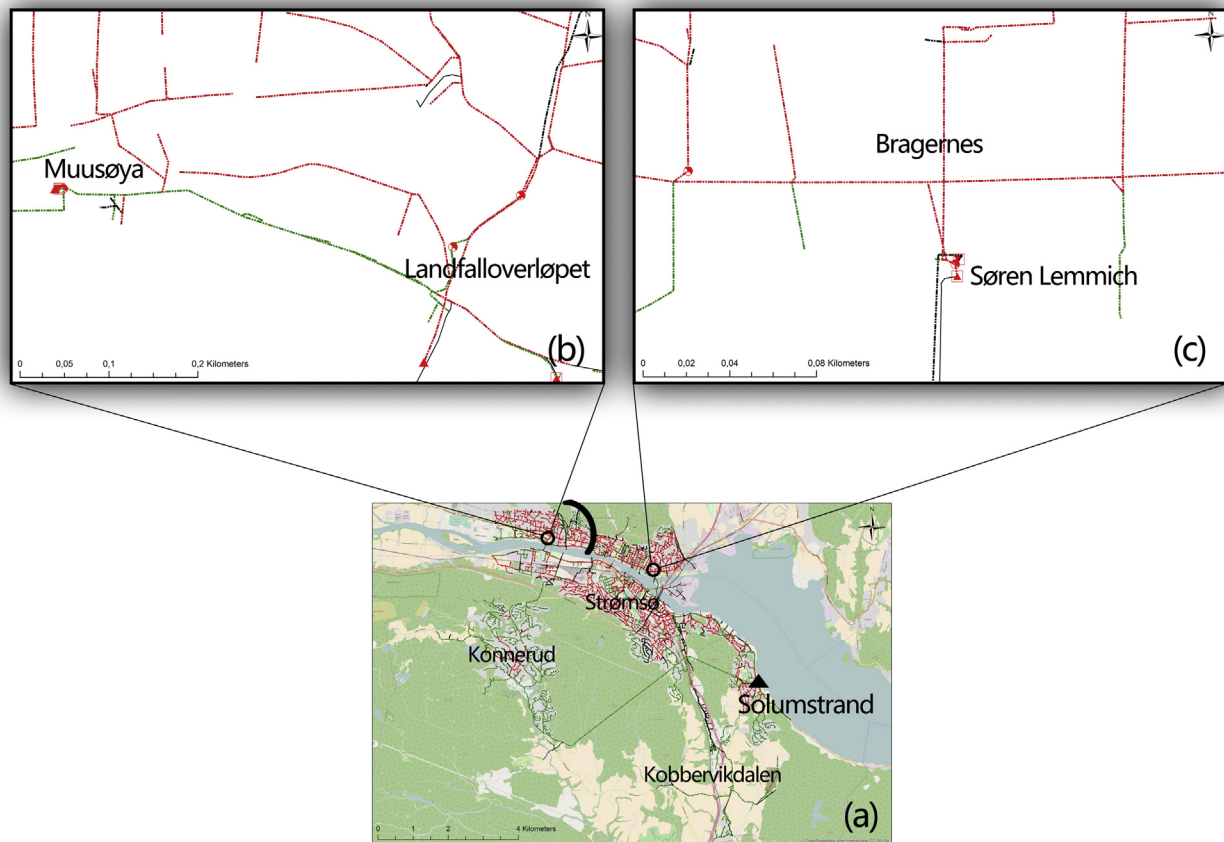 N
Muusøya
Landfalloverløpet
(b)
0 0,05 0,1 0,2 Kilometers
N
Bragernes
Søren Lemmich
(c)
0 0,02 0,04 0,08 Kilometers
N
Strømsø
Konnerud
Solumstrand
Kobbervikdalen
(a)
0 1 2 4 Kilometers